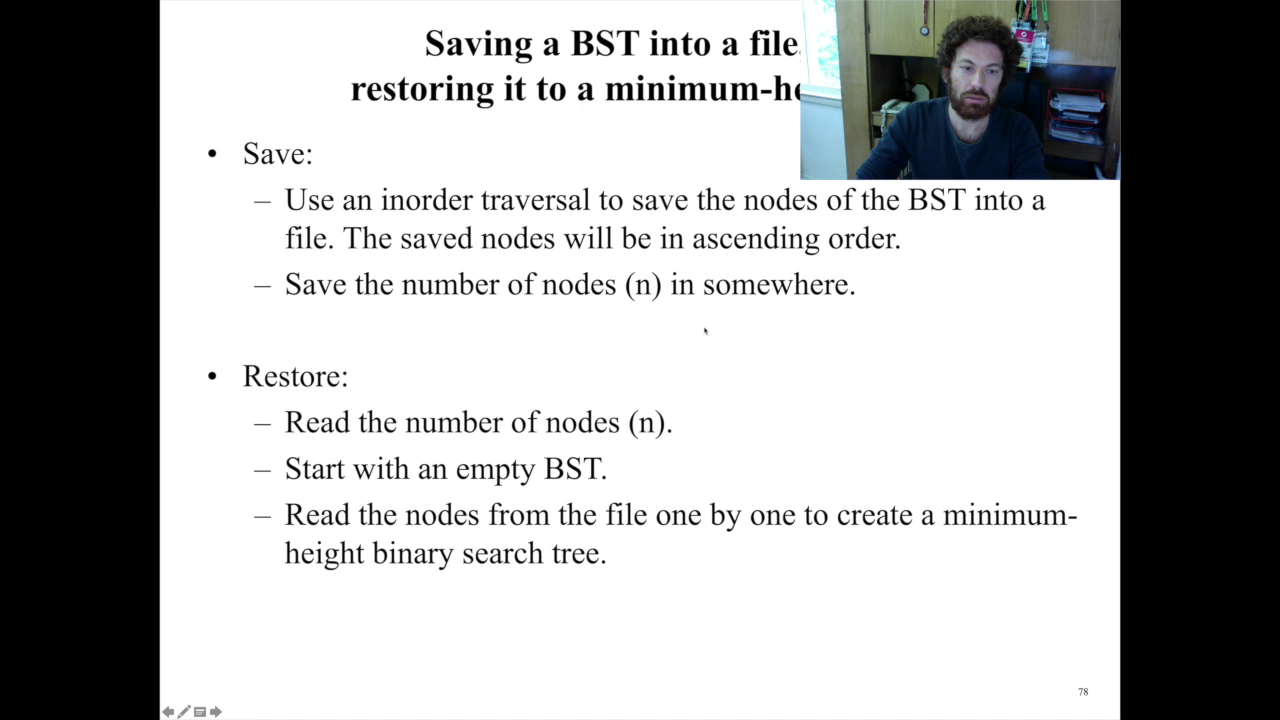 Saving a BST into a file,
restoring it to a minimum-he
• Save:
– Use an inorder traversal to save the nodes of the BST into a
file. The saved nodes will be in ascending order.
– Save the number of nodes (n) in somewhere.
• Restore:
– Read the number of nodes (n).
– Start with an empty BST.
– Read the nodes from the file one by one to create a minimum-
height binary search tree.
78